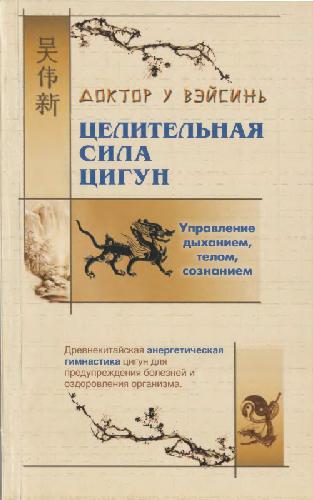 吴伟新
ДОКТОР У ВЭЙСИНЬ
ЦЕЛИТЕЛЬНАЯ
СИЛА
ЦИГУН
Управление
дыханием,
телом,
сознанием
Древнекитайская энергетическая
гимнастика цигун для
предупреждения болезней и
оздоровления организма.